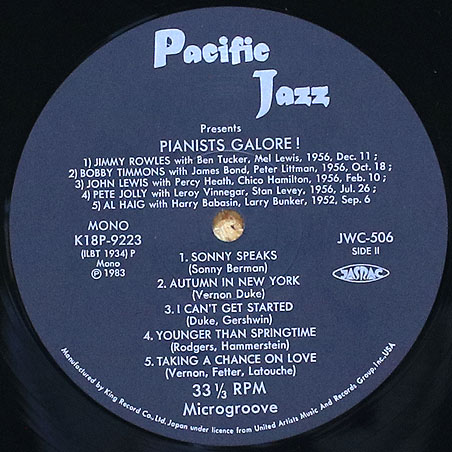 Pacific
Jazz
Presents
PIANISTS GALORE!
1) JIMMY ROWLES with Ben Tucker, Mel Lewis, 1956, Dec. 11 ;
2) BOBBY TIMMONS with James Bond, Peter Littman, 1956, Oct. 18 ;
3) JOHN LEWIS with Percy Heath, Chico Hamilton, 1956, Feb. 10 ;
4) PETE JOLLY with Leroy Vinnegar, Stan Levey, 1956, Jul. 26 ;
5) AL HAIG with Harry Babasin, Larry Bunker, 1952, Sep. 6
MONO
K18P-9223
(ILBT 1934) P
Mono
℗ 1983
JWC-506
SIDE II
JASRAC
1. SONNY SPEAKS
(Sonny Berman)
2. AUTUMN IN NEW YORK
(Vernon Duke)
3. I CAN'T GET STARTED
(Duke, Gershwin)
4. YOUNGER THAN SPRINGTIME
(Rodgers, Hammerstein)
5. TAKING A CHANCE ON LOVE
(Vernon, Fetter, Latouche)
33 ⅓ RPM
Microgroove
Manufactured by King Record Co., Ltd. Japan under licence from United Artists Music And Records Group, Inc. USA